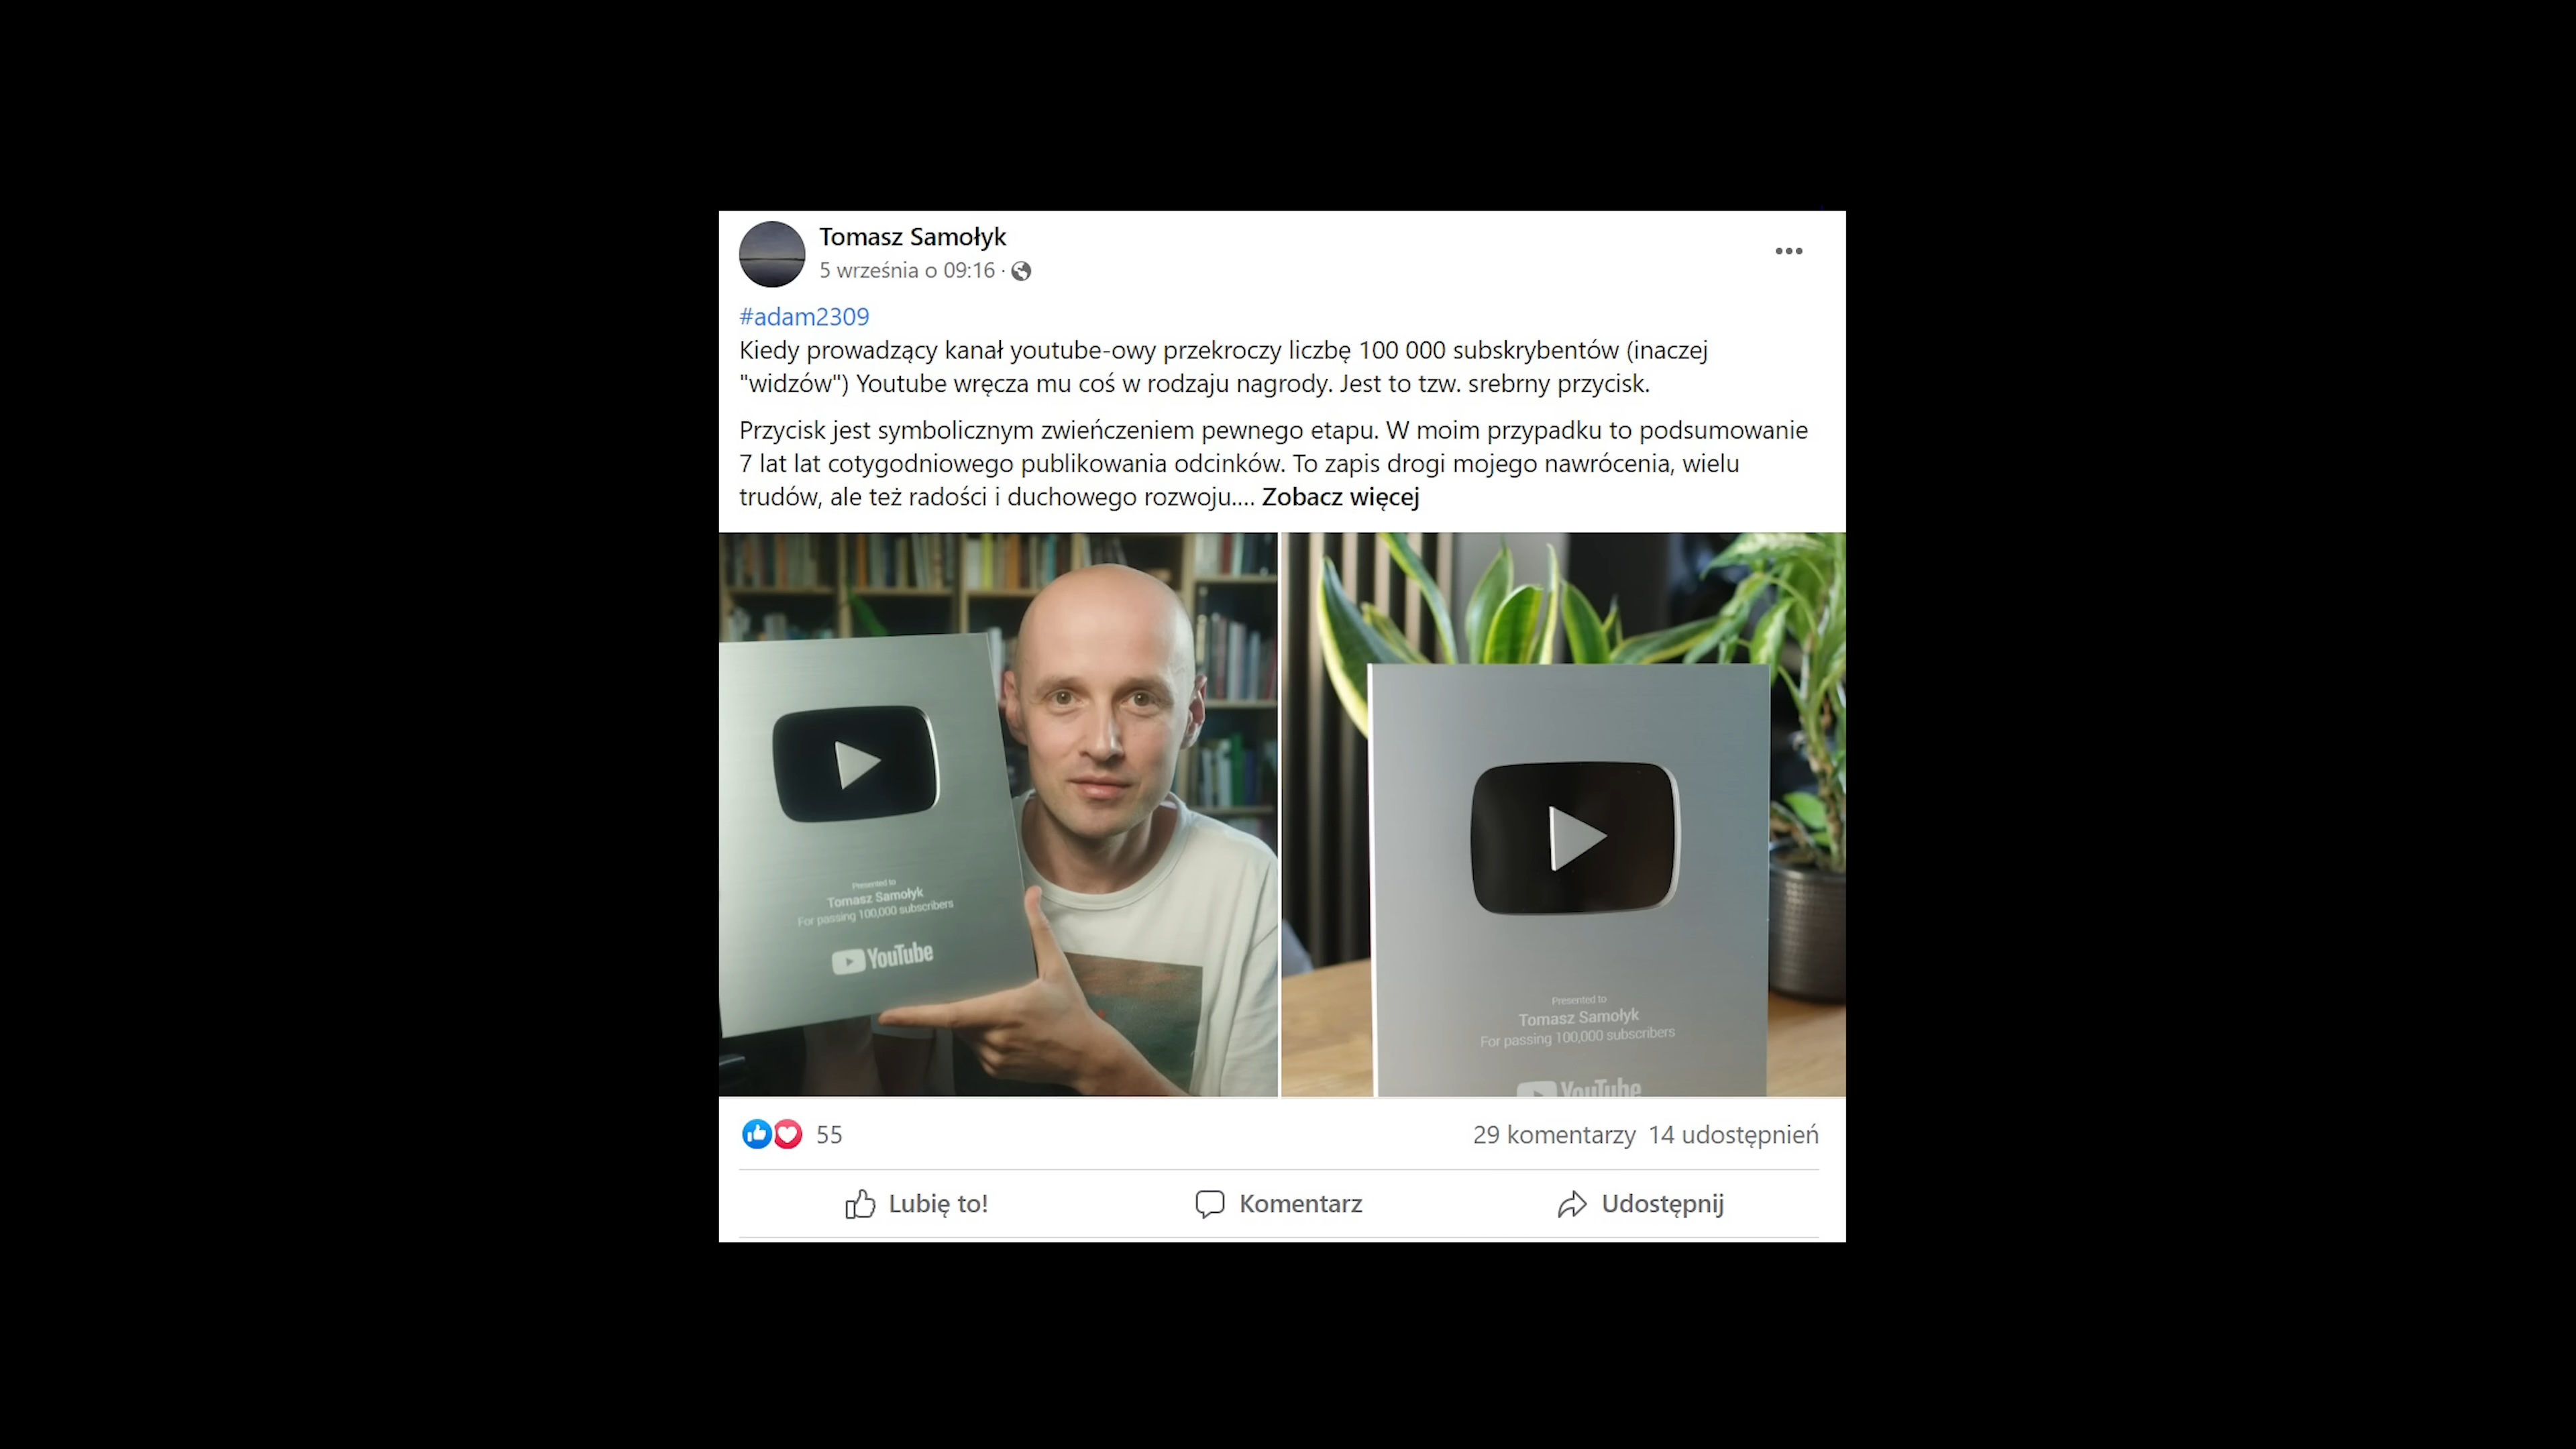 Tomasz Samołyk
5 września o 09:16 ·
#adam2309
Kiedy prowadzący kanał youtube-owy przekroczy liczbę 100 000 subskrybentów (inaczej
"widzów") Youtube wręcza mu coś w rodzaju nagrody. Jest to tzw. srebrny przycisk.
Przycisk jest symbolicznym zwieńczeniem pewnego etapu. W moim przypadku to podsumowanie
7 lat lat cotygodniowego publikowania odcinków. To zapis drogi mojego nawrócenia, wielu
trudów, ale też radości i duchowego rozwoju.... Zobacz więcej
Presented to
Tomasz Samołyk
For passing 100,000 subscribers
YouTube
Presented to
Tomasz Samołyk
For passing 100,000 subscribers
YouTube
55
29 komentarzy 14 udostępnień
Lubię to!
Komentarz
Udostępnij